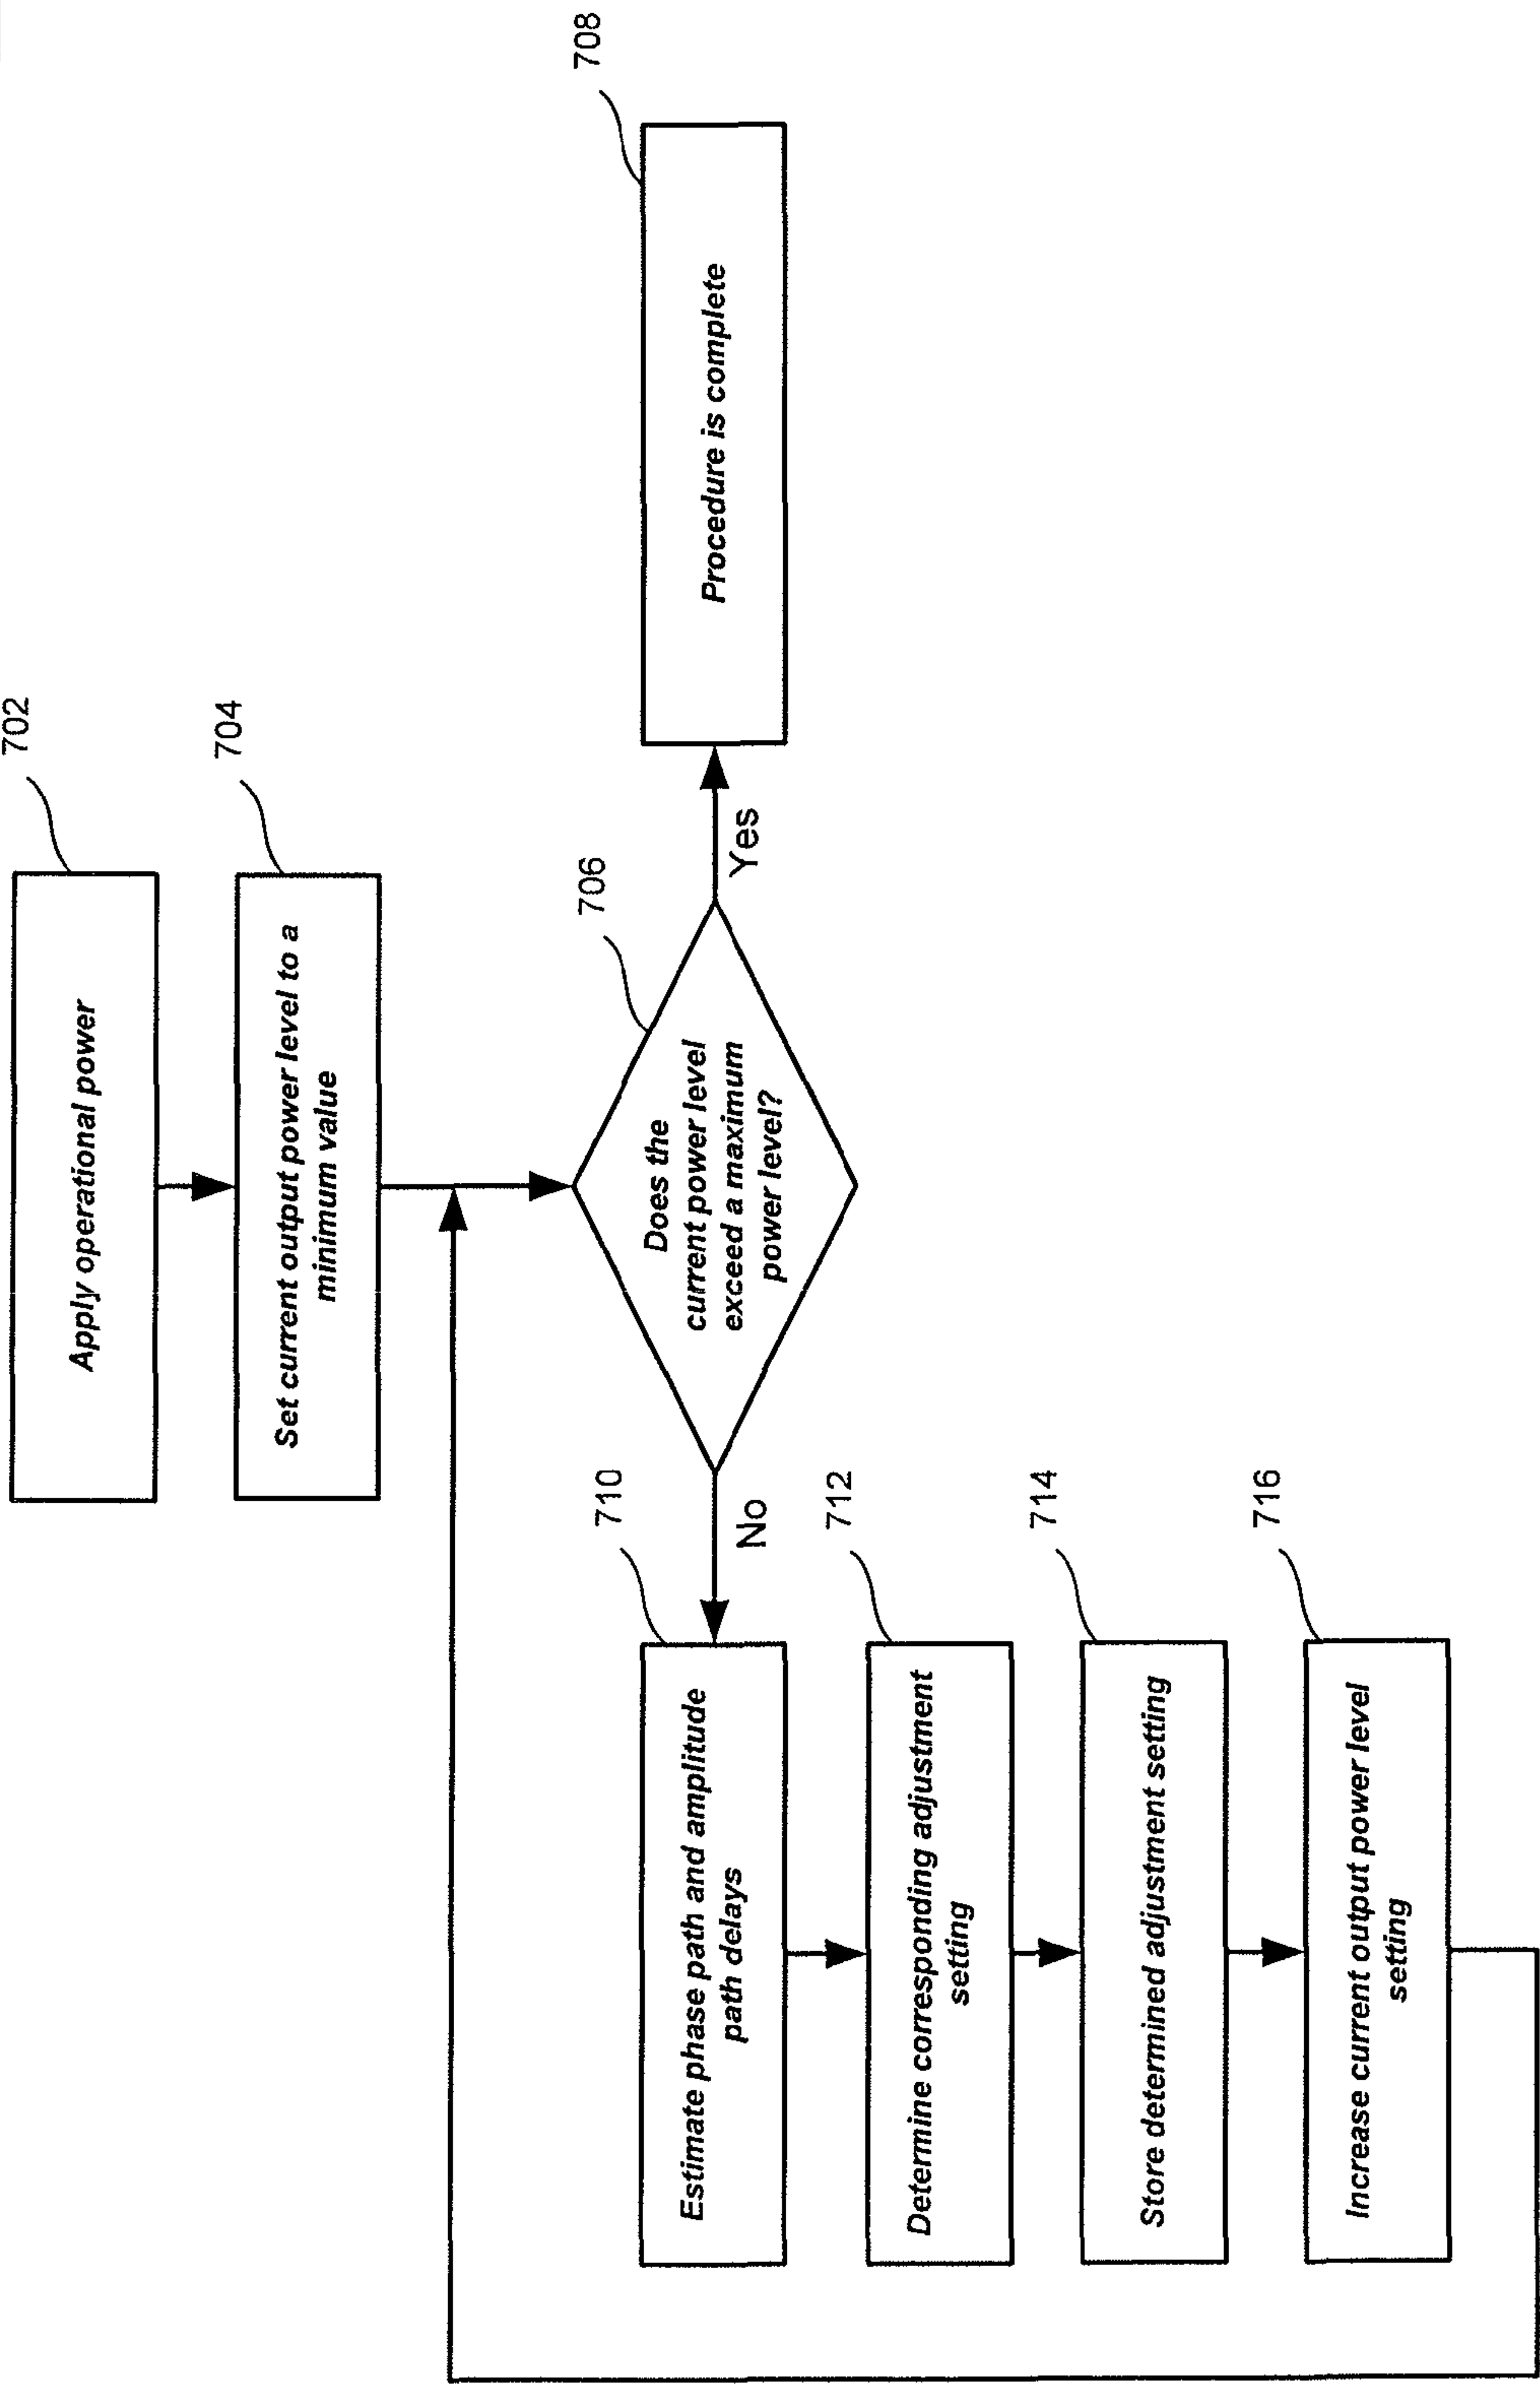 702
Apply operational power
704
Set current output power level to a
minimum value
706
Does the
current power level
exceed a maximum
power level?
Yes
708
Procedure is complete
No
710
Estimate phase path and amplitude
path delays
712
Determine corresponding adjustment
setting
714
Store determined adjustment setting
716
Increase current output power level
setting